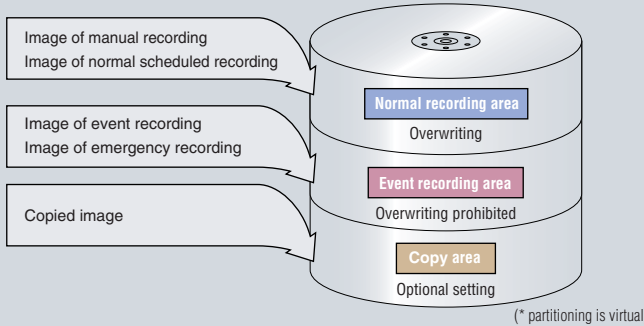 Image of manual recording
Image of normal scheduled recording
Normal recording area
Overwriting
Image of event recording
Image of emergency recording
Event recording area
Overwriting prohibited
Copied image
Copy area
Optional setting
(* partitioning is virtual